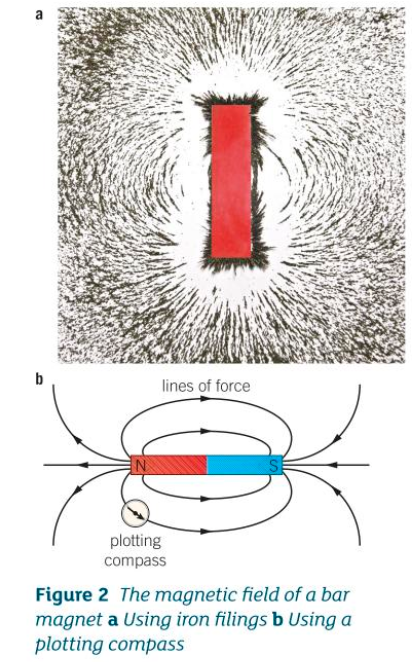 a
b
lines of force
N
S
plotting
compass
Figure 2 The magnetic field of a bar
magnet a Using iron filings b Using a
plotting compass